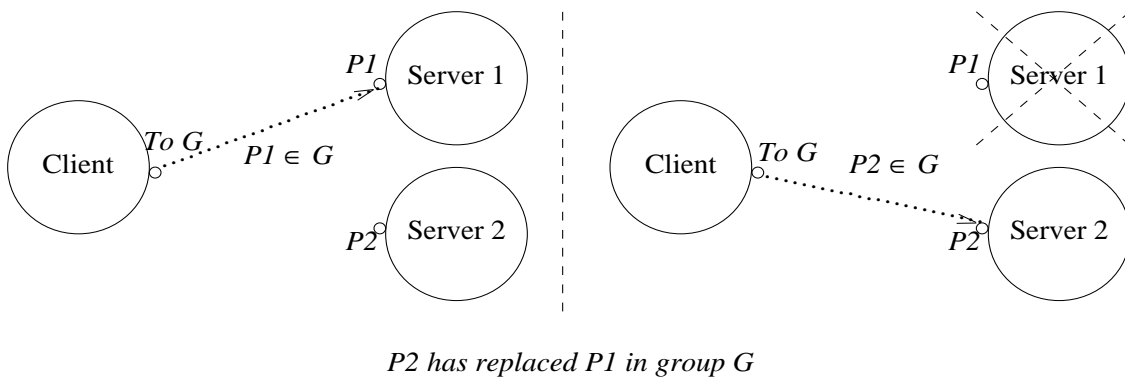 P1
Server 1
Client
To G
P1 ∈ G
P2
Server 2
P1
Server 1
Client
To G
P2 ∈ G
P2
Server 2
P2 has replaced P1 in group G